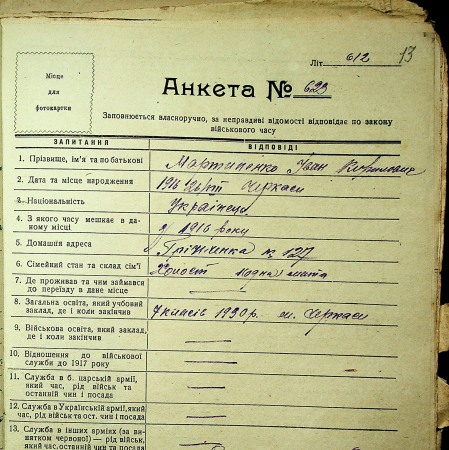 13
Літ. 612
Місце
для
фотокартки
Анкета № 623
Заповнюється власноручно, за неправдиві відомості відповідає по закону
військового часу
ЗАПИТАННЯ ВІДПОВІДІ
1. Прізвище, ім'я та по батькові Мартиненко Іван
2. Дата та місце народження 1916 Черкаси
3. Національність Українець
4. З якого часу мешкає в да-
ному місці з 1916 року
5. Домашня адреса № 127
6. Сімейний стан та склад сім'ї Холост мати
7. Де проживав та чим займався
до переїзду в дане місце —
8. Загальна освіта, який учбовий
заклад, де і коли закінчив 7 класів 1930 р. м. Черкаси
9. Військова освіта, який заклад,
де і коли закінчив —
10. Відношення до військової
служби до 1917 року —
11. Служба в б. царській армії,
який час, рід військ та
останній чин і посада —
12. Служба в Українській армії, який
час, рід військ та ост. чин і посада —
13. Служба в інших арміях (за ви-
нятком червоної) — рід військ,
який час, останній чин та посада